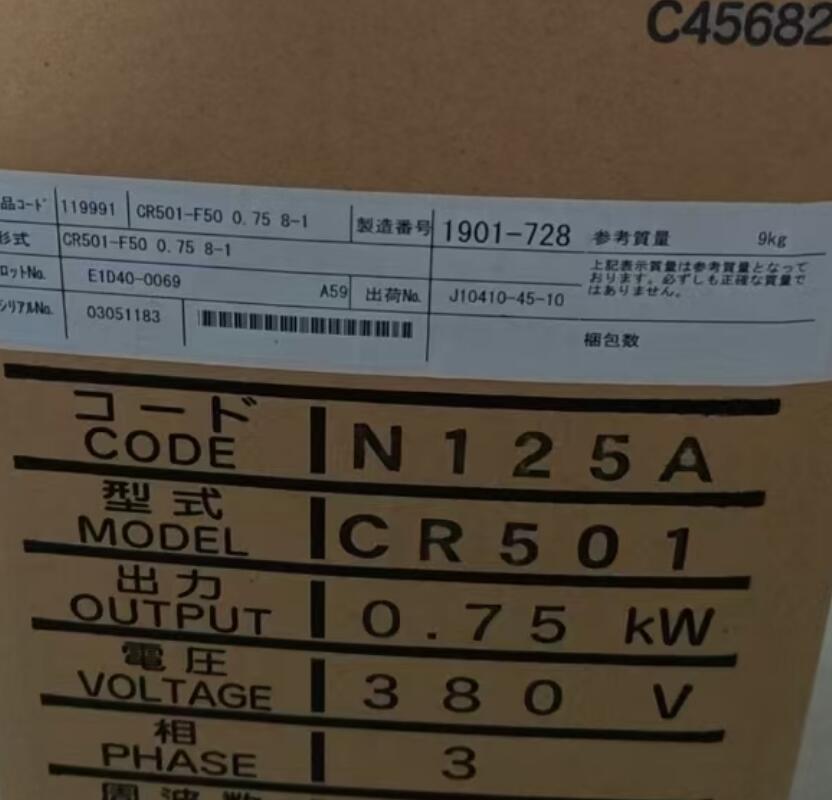 C45682
品コード 119991 CR501-F50 0.75 8-1 製造番号 1901-728 参考質量 9kg
形式 CR501-F50 0.75 8-1
上記表示質量は参考質量となって
おります。必ずしも正確な質量で
はありません。
ロットNo. E1D40-0069 A59 出荷No. J10410-45-10
シリアルNo. 03051183 梱包数
コード
CODE N125A
型式
MODEL CR501
出力
OUTPUT 0.75 kW
電圧
VOLTAGE 380 V
相
PHASE 3
周波数